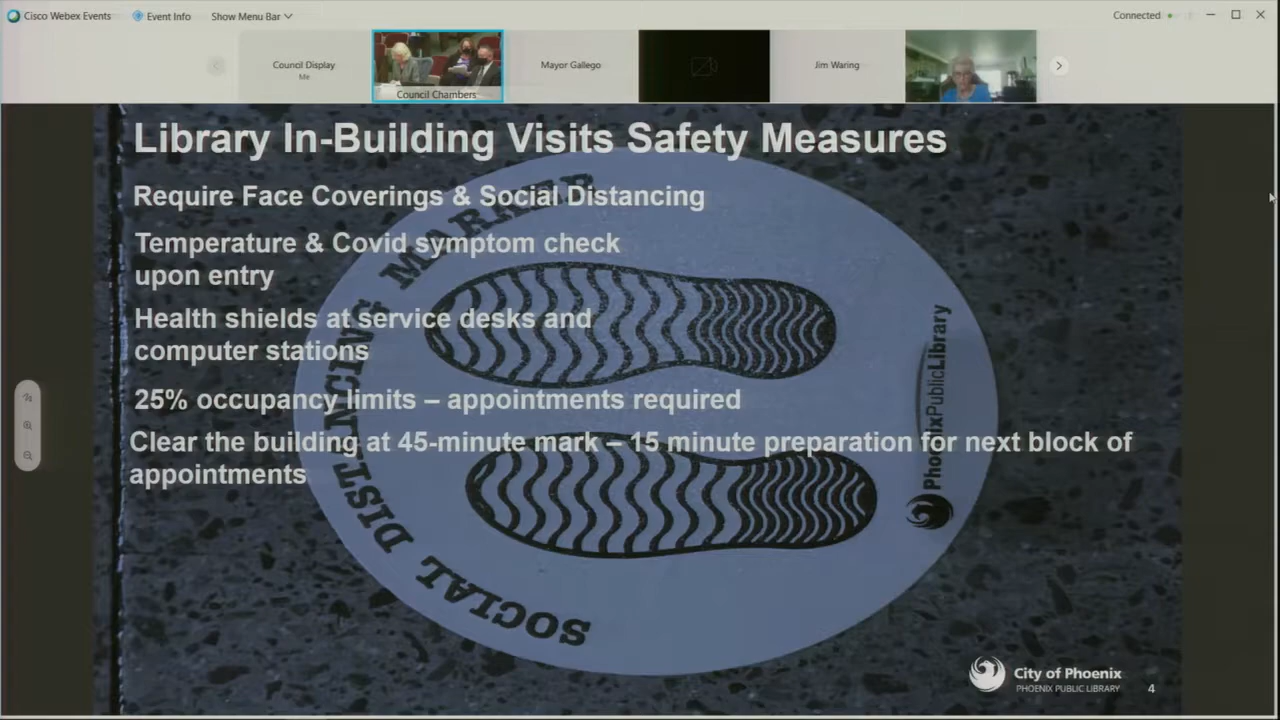 Cisco Webex Events
Event Info
Show Menu Bar
Connected
Council Display
Me
Council Chambers
Mayor Gallego
Jim Waring
Library In-Building Visits Safety Measures
Require Face Coverings & Social Distancing
Temperature & Covid symptom check
upon entry
Health shields at service desks and
computer stations
25% occupancy limits – appointments required
Clear the building at 45-minute mark – 15 minute preparation for next block of
appointments
SOCIAL DISTANCING MARKER
PhoenixPublicLibrary
City of Phoenix
PHOENIX PUBLIC LIBRARY
4